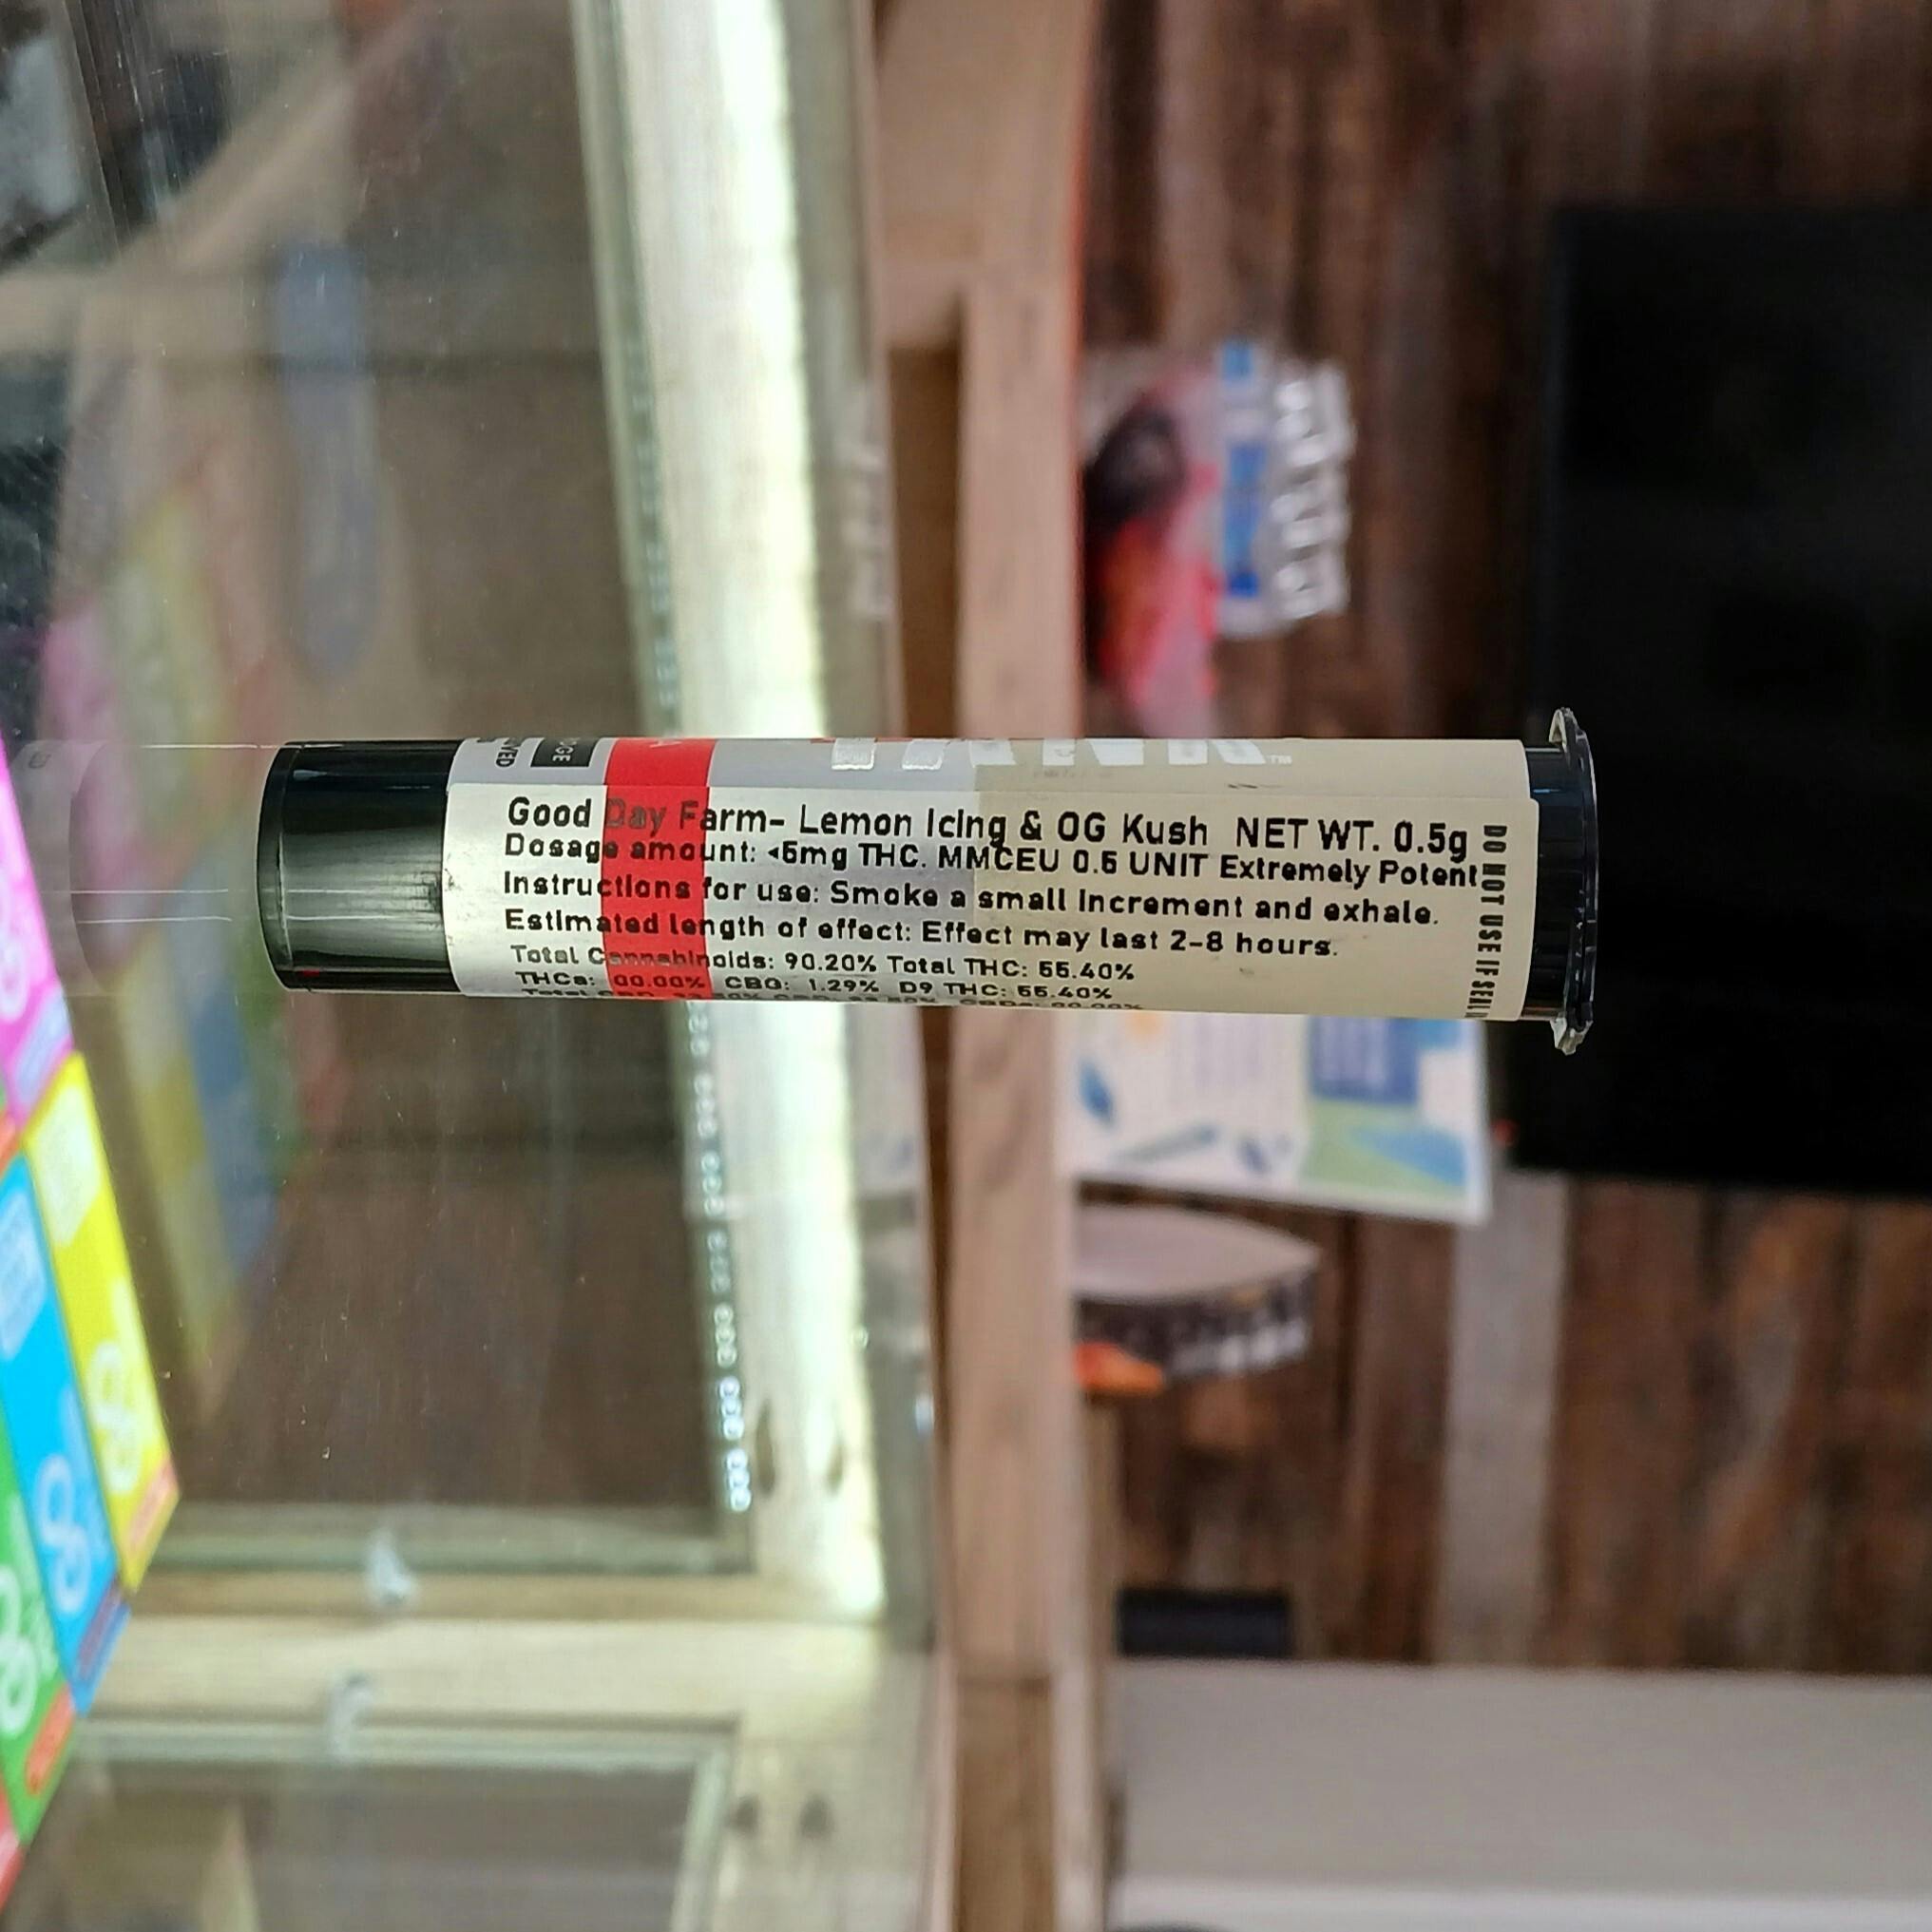 Good Day Farm- Lemon Icing & OG Kush NET WT. 0.5g
Dosage amount: <5mg THC. MMCEU 0.5 UNIT Extremely Potent
Instructions for use: Smoke a small increment and exhale.
Estimated length of effect: Effect may last 2-8 hours.
Total Cannabinoids: 90.20% Total THC: 55.40%
THCa: 00.00% CBG: 1.29% D9 THC: 55.40%
DO NOT USE IF SEAL